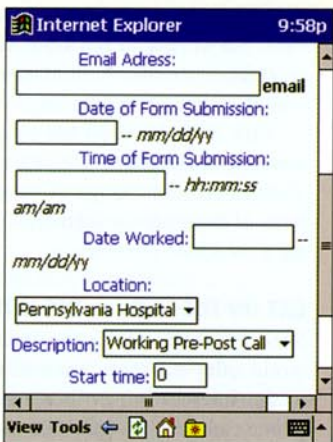 Internet Explorer 9:58p
Email Adress:
email
Date of Form Submission:
-- mm/dd/yy
Time of Form Submission:
-- hh:mm:ss
am/am
Date Worked: --
mm/dd/yy
Location:
Pennsylvania Hospital
Description: Working Pre-Post Call
Start time: 0
View Tools